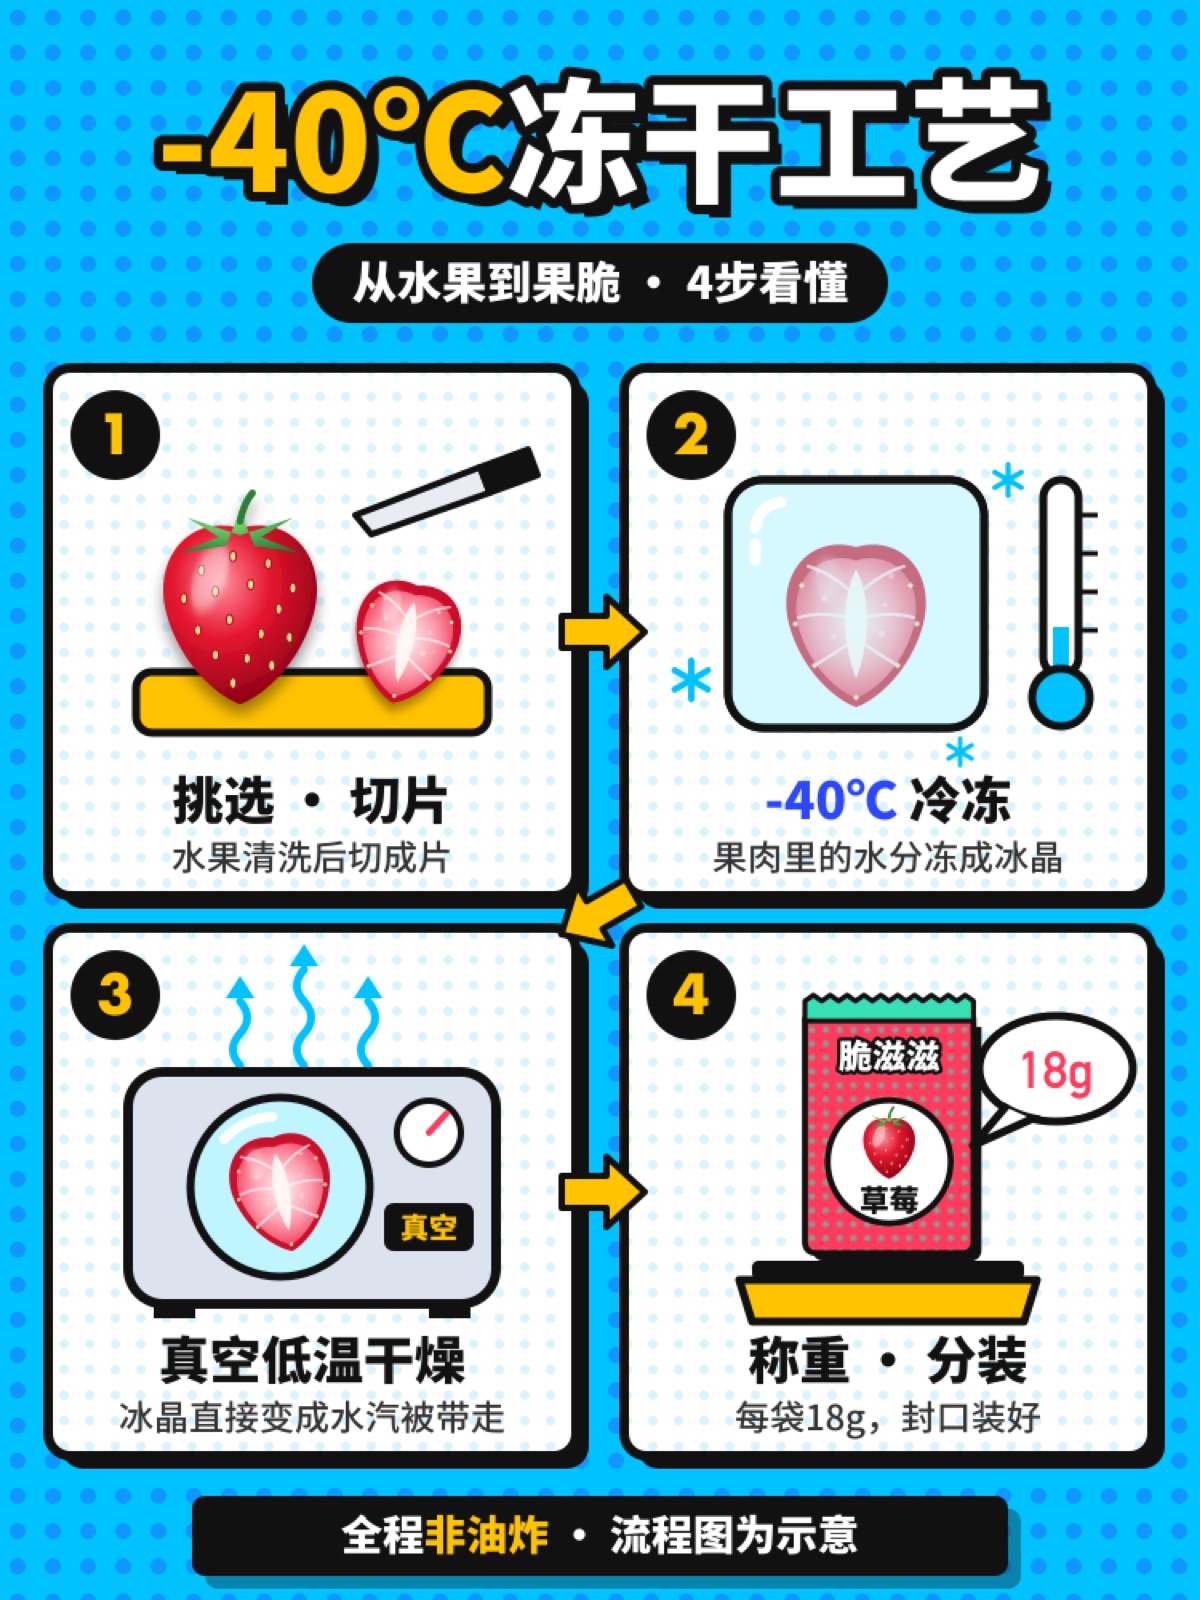 -40℃冻干工艺
从水果到果脆 · 4步看懂
1
挑选 · 切片
水果清洗后切成片
2
-40℃ 冷冻
果肉里的水分冻成冰晶
3
真空
真空低温干燥
冰晶直接变成水汽被带走
4
脆滋滋
草莓
18g
称重 · 分装
每袋18g，封口装好
全程非油炸 · 流程图为示意